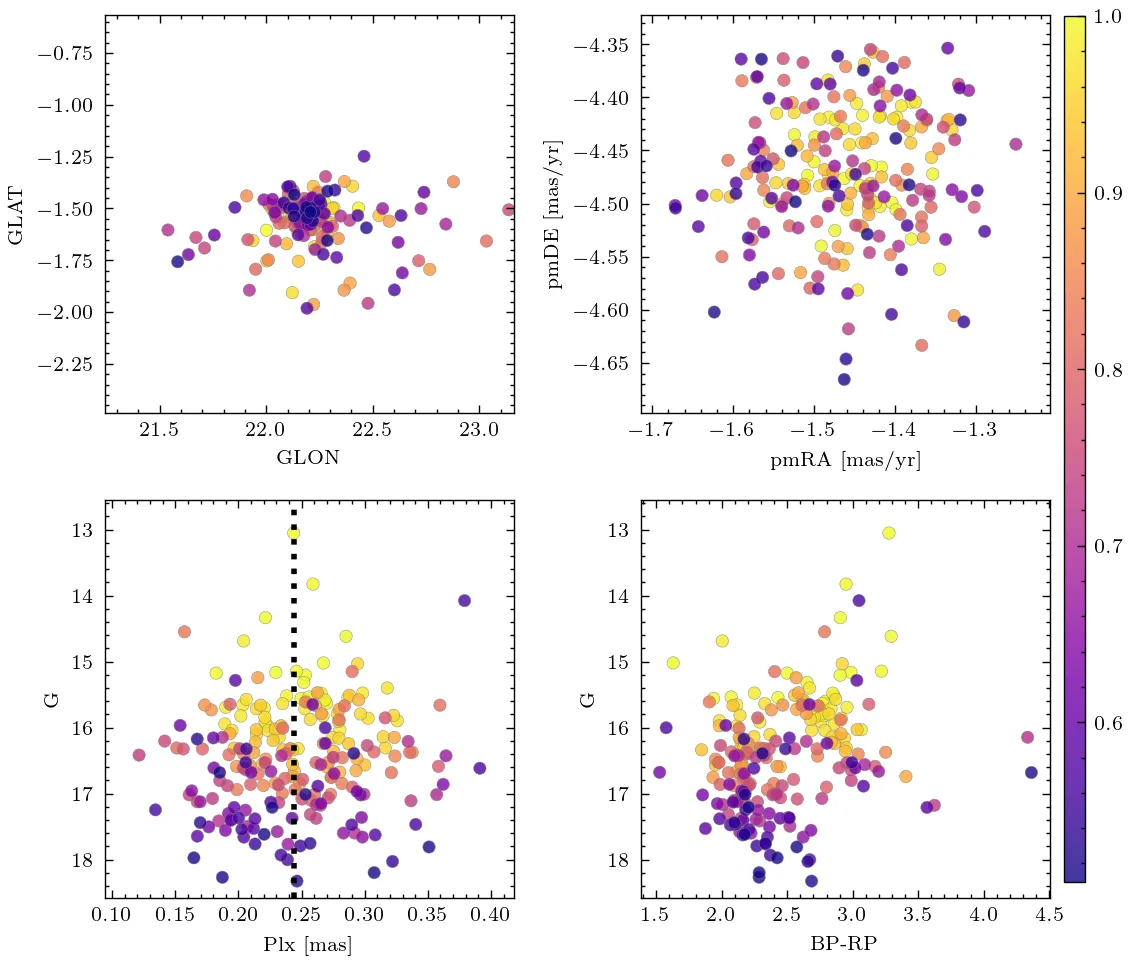 GLAT
−0.75
−1.00
−1.25
−1.50
−1.75
−2.00
−2.25
21.5 22.0 22.5 23.0
GLON
pmDE [mas/yr]
−4.35
−4.40
−4.45
−4.50
−4.55
−4.60
−4.65
−1.7 −1.6 −1.5 −1.4 −1.3
pmRA [mas/yr]
1.0
0.9
0.8
0.7
0.6
G
13
14
15
16
17
18
0.10 0.15 0.20 0.25 0.30 0.35 0.40
Plx [mas]
G
13
14
15
16
17
18
1.5 2.0 2.5 3.0 3.5 4.0 4.5
BP-RP